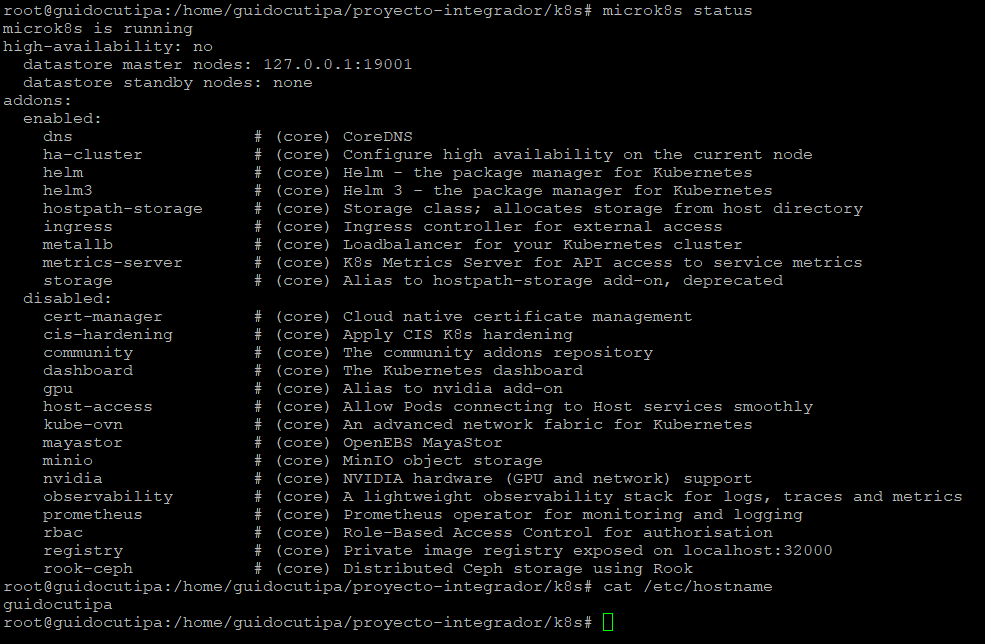 root@guidocutipa:/home/guidocutipa/proyecto-integrador/k8s# microk8s status
microk8s is running
high-availability: no
  datastore master nodes: 127.0.0.1:19001
  datastore standby nodes: none
addons:
  enabled:
    dns                  # (core) CoreDNS
    ha-cluster           # (core) Configure high availability on the current node
    helm                 # (core) Helm - the package manager for Kubernetes
    helm3                # (core) Helm 3 - the package manager for Kubernetes
    hostpath-storage     # (core) Storage class; allocates storage from host directory
    ingress              # (core) Ingress controller for external access
    metallb              # (core) Loadbalancer for your Kubernetes cluster
    metrics-server       # (core) K8s Metrics Server for API access to service metrics
    storage              # (core) Alias to hostpath-storage add-on, deprecated
  disabled:
    cert-manager         # (core) Cloud native certificate management
    cis-hardening        # (core) Apply CIS K8s hardening
    community            # (core) The community addons repository
    dashboard            # (core) The Kubernetes dashboard
    gpu                  # (core) Alias to nvidia add-on
    host-access          # (core) Allow Pods connecting to Host services smoothly
    kube-ovn             # (core) An advanced network fabric for Kubernetes
    mayastor             # (core) OpenEBS MayaStor
    minio                # (core) MinIO object storage
    nvidia               # (core) NVIDIA hardware (GPU and network) support
    observability        # (core) A lightweight observability stack for logs, traces and metrics
    prometheus           # (core) Prometheus operator for monitoring and logging
    rbac                 # (core) Role-Based Access Control for authorisation
    registry             # (core) Private image registry exposed on localhost:32000
    rook-ceph            # (core) Distributed Ceph storage using Rook
root@guidocutipa:/home/guidocutipa/proyecto-integrador/k8s# cat /etc/hostname
guidocutipa
root@guidocutipa:/home/guidocutipa/proyecto-integrador/k8s#